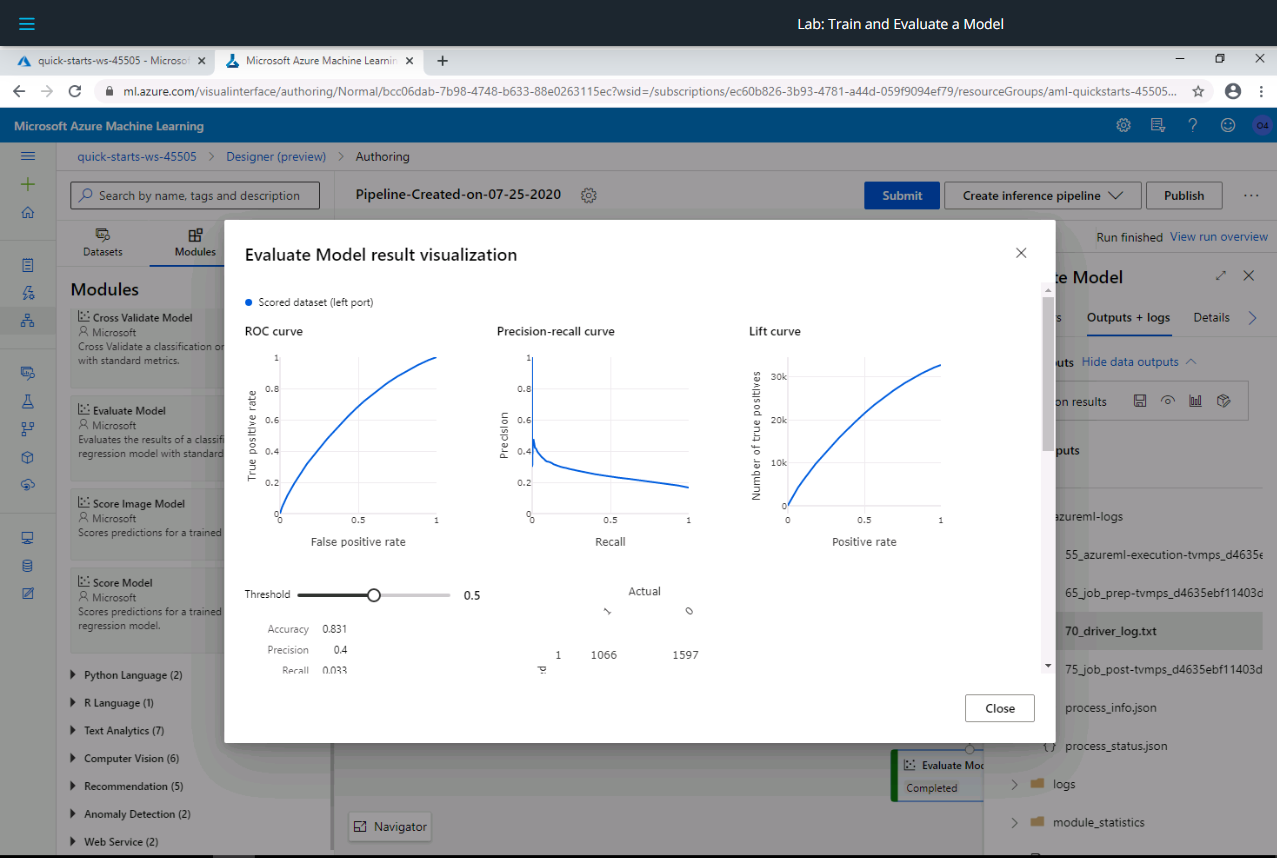 Lab: Train and Evaluate a Model
quick-starts-ws-45505 - Microsof
Microsoft Azure Machine Learnin
ml.azure.com/visualinterface/authoring/Normal/bcc06dab-7b98-4748-b633-88e0263115ec?wsid=/subscriptions/ec60b826-3b93-4781-a44d-059f9094ef79/resourceGroups/aml-quickstarts-45505...
Microsoft Azure Machine Learning
O4
quick-starts-ws-45505 > Designer (preview) > Authoring
Search by name, tags and description
Pipeline-Created-on-07-25-2020
Submit
Create inference pipeline
Publish
...
Datasets
Modules
Run finished View run overview
Modules
Cross Validate Model
Microsoft
Cross Validate a classification or
with standard metrics.
Evaluate Model
Microsoft
Evaluates the results of a classifi
regression model with standard
Score Image Model
Microsoft
Scores predictions for a trained
Score Model
Microsoft
Scores predictions for a trained
regression model.
Python Language (2)
R Language (1)
Text Analytics (7)
Computer Vision (6)
Recommendation (5)
Anomaly Detection (2)
Web Service (2)
Evaluate Model result visualization
Scored dataset (left port)
ROC curve
1
0.8
0.6
0.4
0.2
0
True positive rate
0 0.5 1
False positive rate
Precision-recall curve
1
0.8
0.6
0.4
0.2
0
Precision
0 0.5 1
Recall
Lift curve
30k
20k
10k
0
Number of true positives
0 0.5 1
Positive rate
Threshold 0.5
Accuracy 0.831
Precision 0.4
Recall 0.033
Actual
1 0
1 1066 1597
Close
te Model
rs
Outputs + logs
Details
uts Hide data outputs
on results
puts
azureml-logs
55_azureml-execution-tvmps_d4635e
65_job_prep-tvmps_d4635ebf11403d
70_driver_log.txt
75_job_post-tvmps_d4635ebf11403d
process_info.json
{} process_status.json
logs
module_statistics
Evaluate Mod
Completed
Navigator